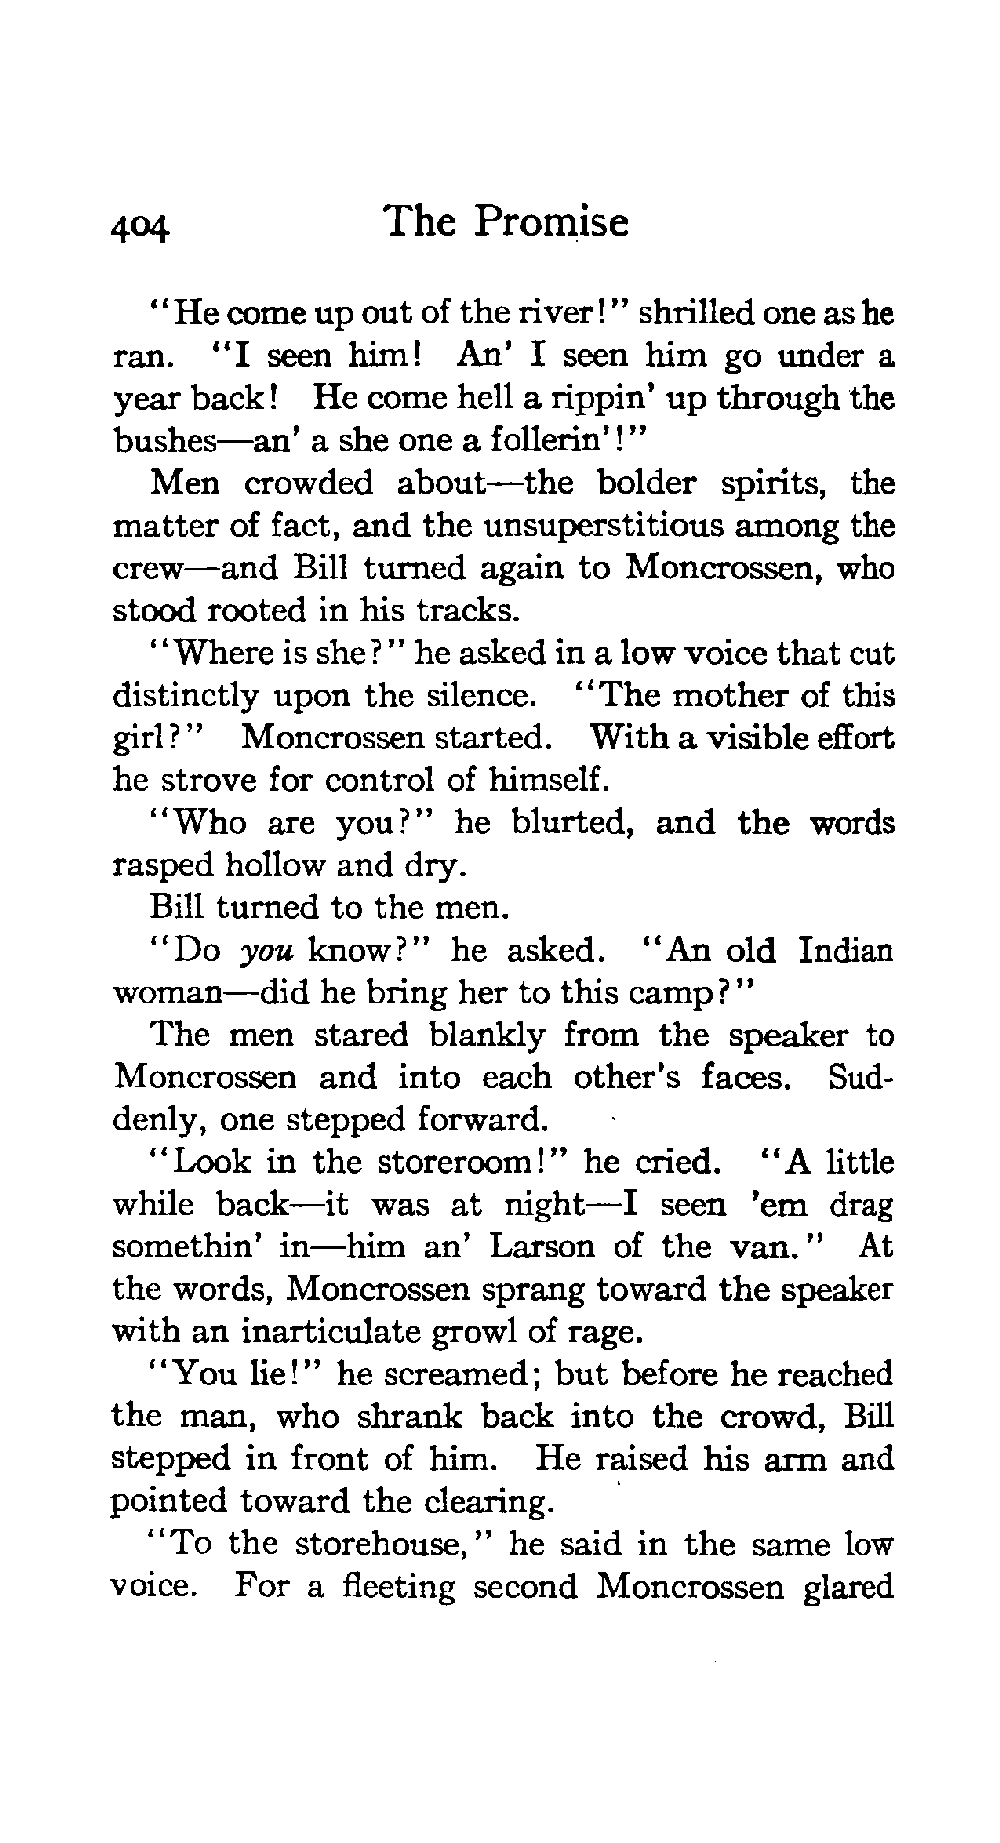 404 The Promise
"He come up out of the river!" shrilled one as he
ran. "I seen him! An' I seen him go under a
year back! He come hell a rippin' up through the
bushes—an' a she one a follerin'!"
Men crowded about—the bolder spirits, the
matter of fact, and the unsuperstitious among the
crew—and Bill turned again to Moncrossen, who
stood rooted in his tracks.
"Where is she?" he asked in a low voice that cut
distinctly upon the silence. "The mother of this
girl?" Moncrossen started. With a visible effort
he strove for control of himself.
"Who are you?" he blurted, and the words
rasped hollow and dry.
Bill turned to the men.
"Do you know?" he asked. "An old Indian
woman—did he bring her to this camp?"
The men stared blankly from the speaker to
Moncrossen and into each other's faces. Sud-
denly, one stepped forward.
"Look in the storeroom!" he cried. "A little
while back—it was at night—I seen 'em drag
somethin' in—him an' Larson of the van." At
the words, Moncrossen sprang toward the speaker
with an inarticulate growl of rage.
"You lie!" he screamed; but before he reached
the man, who shrank back into the crowd, Bill
stepped in front of him. He raised his arm and
pointed toward the clearing.
"To the storehouse," he said in the same low
voice. For a fleeting second Moncrossen glared